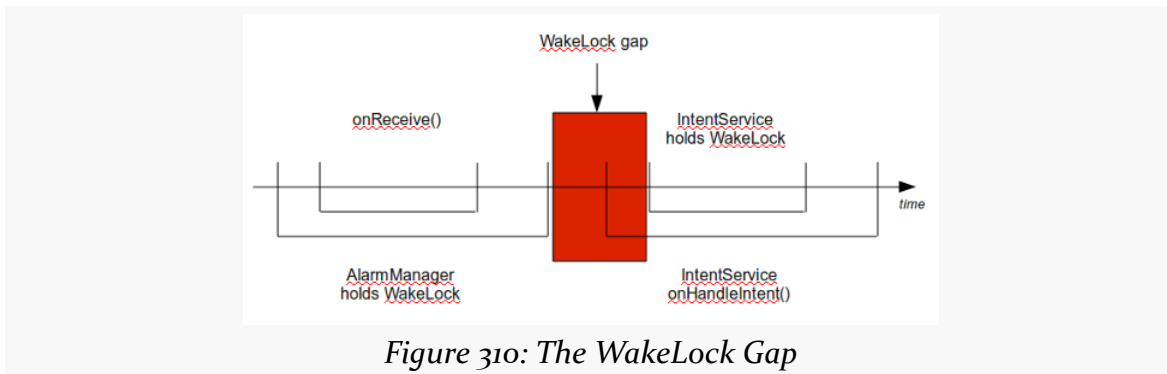 WakeLock gap
onReceive()
IntentService
holds WakeLock
time
AlarmManager
holds WakeLock
IntentService
onHandleIntent()
Figure 310: The WakeLock Gap